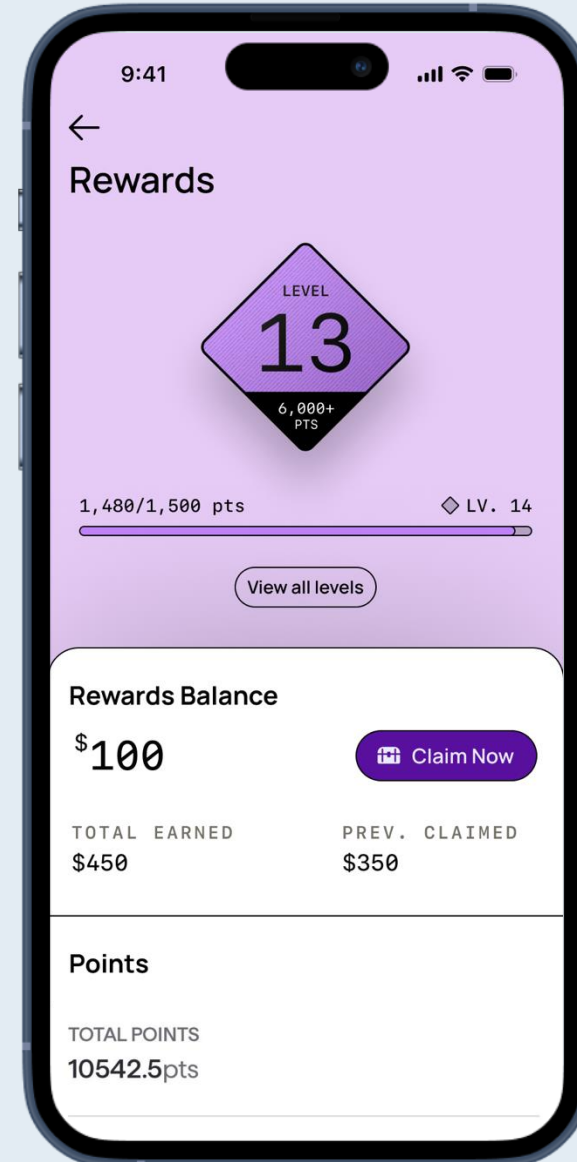 9:41
Rewards
LEVEL
13
6,000+
PTS
1,480/1,500 pts LV. 14
View all levels
Rewards Balance
$100 Claim Now
TOTAL EARNED PREV. CLAIMED
$450 $350
Points
TOTAL POINTS
10542.5pts